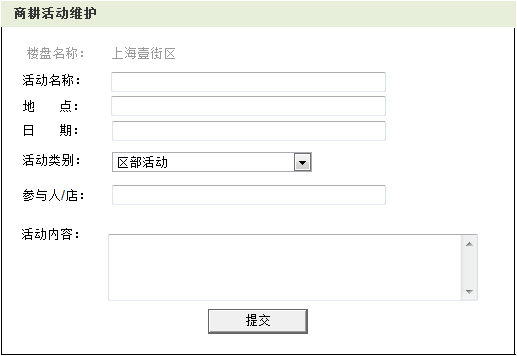 商耕活动维护
楼盘名称： 上海壹街区
活动名称：
地 点：
日 期：
活动类别： 区部活动
参与人/店：
活动内容：
提交